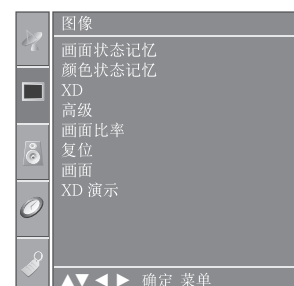 图像
画面状态记忆
颜色状态记忆
XD
高级
画面比率
复位
画面
XD 演示
▲▼◀▶ 确定 菜单